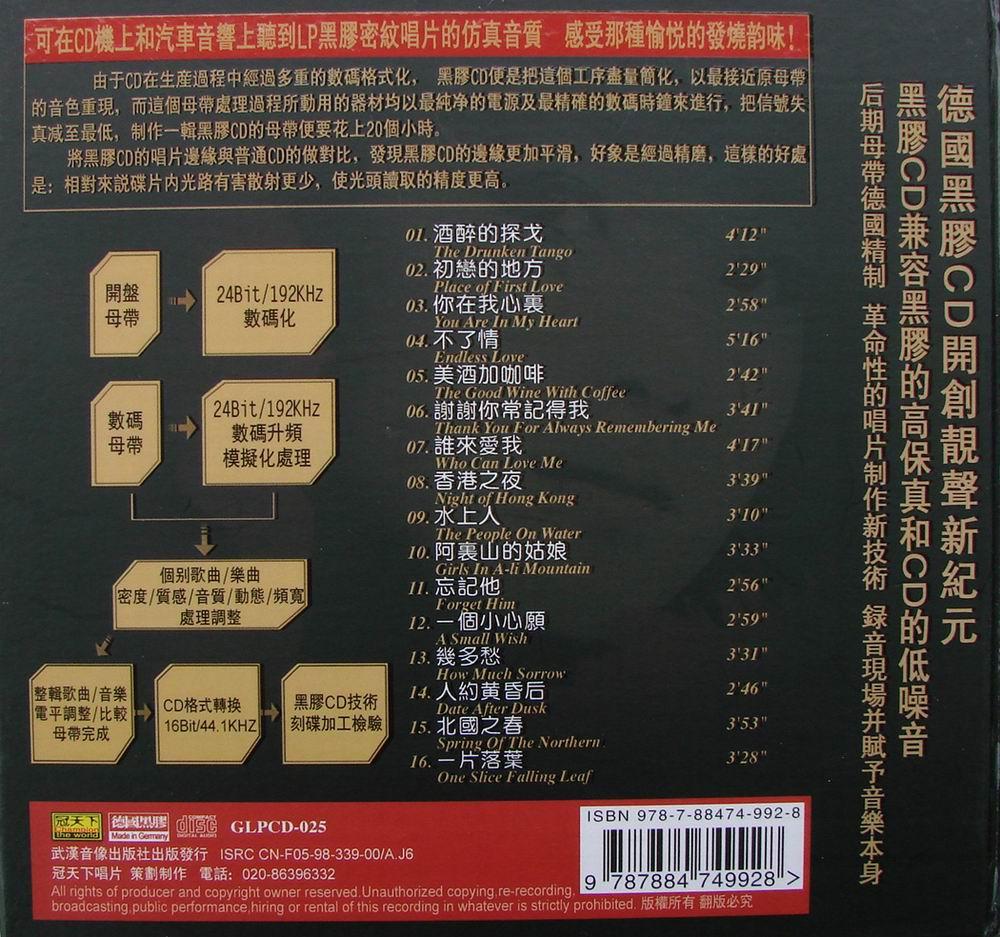 可在CD機上和汽車音響上聽到LP黑膠密紋唱片的仿真音質 感受那種愉悦的發燒韵味!
由于CD在生產過程中經過多重的數碼格式化, 黑膠CD便是把這個工序盡量簡化,以最接近原母帶
的音色重現,而這個母帶處理過程所動用的器材均以最純净的電源及最精確的數碼時鐘來進行,把信號失
真减至最低,制作一輯黑膠CD的母帶便要花上20個小時。
將黑膠CD的唱片邊緣與普通CD的做對比,發現黑膠CD的邊緣更加平滑,好象是經過精磨,這樣的好處
是:相對來説碟片内光路有害散射更少,使光頭讀取的精度更高。
德國黑膠CD開創靚聲新紀元
黑膠CD兼容黑膠的高保真和CD的低噪音
后期母帶德國精制 革命性的唱片制作新技術 録音現場并賦予音樂本身
開盤
母帶
24Bit/192KHz
數碼化
數碼
母帶
24Bit/192KHz
數碼升頻
模擬化處理
個别歌曲/樂曲
密度/質感/音質/動態/頻寬
處理調整
整輯歌曲/音樂
電平調整/比較
母帶完成
CD格式轉换
16Bit/44.1KHZ
黑膠CD技術
刻碟加工檢驗
01. 酒醉的探戈 4'12"
The Drunken Tango
02. 初戀的地方 2'29"
Place of First Love
03. 你在我心裏 2'58"
You Are In My Heart
04. 不了情 5'16"
Endless Love
05. 美酒加咖啡 2'42"
The Good Wine With Coffee
06. 謝謝你常記得我 3'41"
Thank You For Always Remembering Me
07. 誰來愛我 4'17"
Who Can Love Me
08. 香港之夜 3'39"
Night of Hong Kong
09. 水上人 3'10"
The People On Water
10. 阿裏山的姑娘 3'33"
Girls In A-li Mountain
11. 忘記他 2'56"
Forget Him
12. 一個小心願 2'59"
A Small Wish
13. 幾多愁 3'31"
How Much Sorrow
14. 人約黄昏后 2'46"
Date After Dusk
15. 北國之春 3'53"
Spring Of The Northern
16. 一片落葉 3'28"
One Slice Falling Leaf
冠天下
Champion
the world
德國黑膠
Made in Germany
COMPACT
disc
DIGITAL AUDIO
GLPCD-025
武漢音像出版社出版發行 ISRC CN-F05-98-339-00/A.J6
冠天下唱片 策劃制作 電話:020-86396332
All rights of producer and copyright owner reserved.Unauthorized copying,re-recording,
broadcasting,public performance,hiring or rental of this recording in whatever is strictly prohibited. 版權所有 翻版必究
ISBN 978-7-88474-992-8
9 787884 749928 >